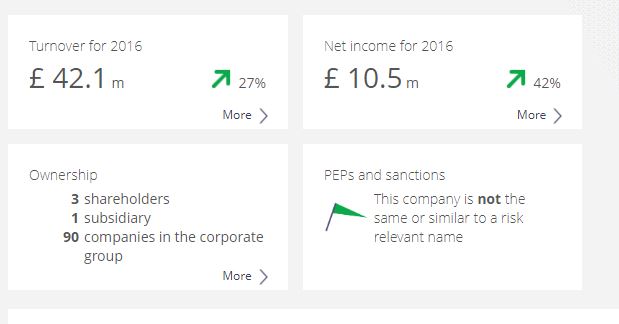 Turnover for 2016
£ 42.1 m
27%
More
Net income for 2016
£ 10.5 m
42%
More
Ownership
3 shareholders
1 subsidiary
90 companies in the corporate
group
More
PEPs and sanctions
This company is not the
same or similar to a risk
relevant name